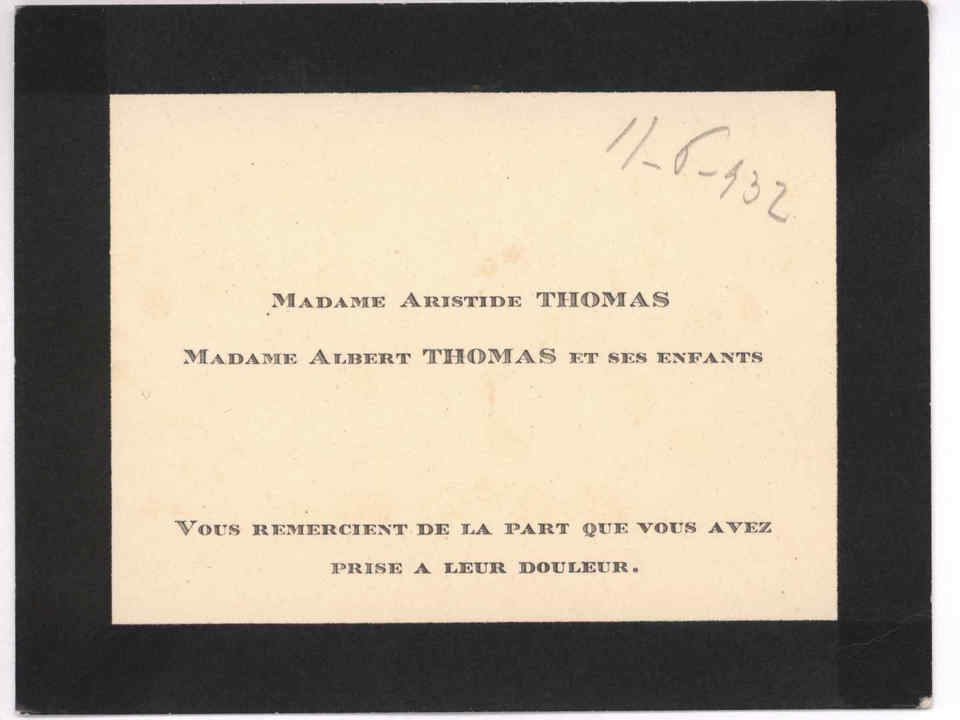 11-6-932
Madame Aristide THOMAS
Madame Albert THOMAS et ses enfants
Vous remercient de la part que vous avez
prise a leur douleur.